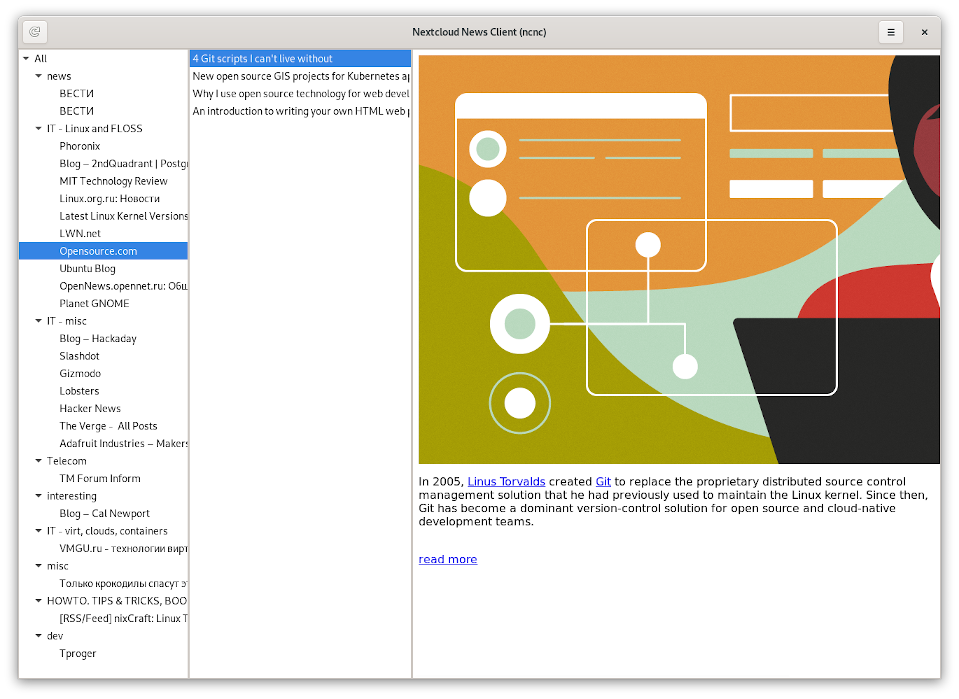 Nextcloud News Client (ncnc)
All
news
ВЕСТИ
ВЕСТИ
IT - Linux and FLOSS
Phoronix
Blog – 2ndQuadrant | Postgr
MIT Technology Review
Linux.org.ru: Новости
Latest Linux Kernel Versions
LWN.net
Opensource.com
Ubuntu Blog
OpenNews.opennet.ru: Общ
Planet GNOME
IT - misc
Blog – Hackaday
Slashdot
Gizmodo
Lobsters
Hacker News
The Verge - All Posts
Adafruit Industries – Makers
Telecom
TM Forum Inform
interesting
Blog – Cal Newport
IT - virt, clouds, containers
VMGU.ru - технологии вирт
misc
Только крокодилы спасут э
HOWTO. TIPS & TRICKS, BOO
[RSS/Feed] nixCraft: Linux T
dev
Tproger
4 Git scripts I can't live without
New open source GIS projects for Kubernetes ap
Why I use open source technology for web devel
An introduction to writing your own HTML web p
In 2005, Linus Torvalds created Git to replace the proprietary distributed source control
management solution that he had previously used to maintain the Linux kernel. Since then,
Git has become a dominant version-control solution for open source and cloud-native
development teams.
read more